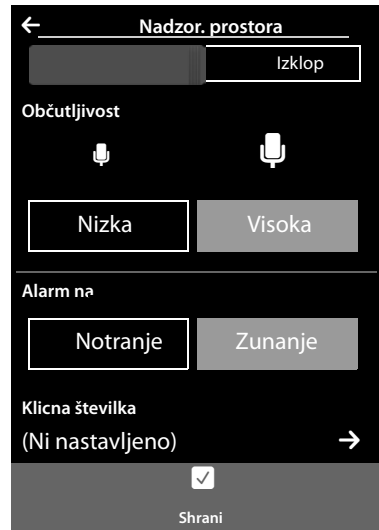 Nadzor. prostora
Izklop
Občutljivost
Nizka Visoka
Alarm na
Notranje Zunanje
Klicna številka
(Ni nastavljeno)
Shrani